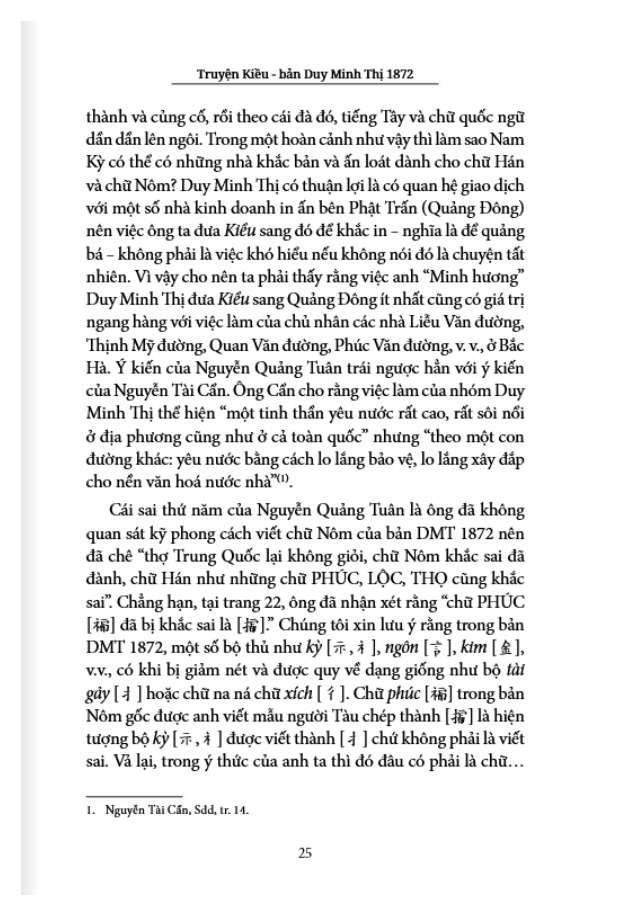 Truyện Kiều - bản Duy Minh Thị 1872
thành và củng cố, rồi theo cái đà đó, tiếng Tây và chữ quốc ngữ
dần dần lên ngôi. Trong một hoàn cảnh như vậy thì làm sao Nam
Kỳ có thể có những nhà khắc bản và ấn loát dành cho chữ Hán
và chữ Nôm? Duy Minh Thị có thuận lợi là có quan hệ giao dịch
với một số nhà kinh doanh in ấn bên Phật Trấn (Quảng Đông)
nên việc ông ta đưa Kiều sang đó để khắc in – nghĩa là để quảng
bá – không phải là việc khó hiểu nếu không nói đó là chuyện tất
nhiên. Vì vậy cho nên ta phải thấy rằng việc anh “Minh hương”
Duy Minh Thị đưa Kiều sang Quảng Đông ít nhất cũng có giá trị
ngang hàng với việc làm của chủ nhân các nhà Liễu Văn đường,
Thịnh Mỹ đường, Quan Văn đường, Phúc Văn đường, v. v., ở Bắc
Hà. Ý kiến của Nguyễn Quảng Tuân trái ngược hẳn với ý kiến
của Nguyễn Tài Cẩn. Ông Cẩn cho rằng việc làm của nhóm Duy
Minh Thị thể hiện “một tinh thần yêu nước rất cao, rất sôi nổi
ở địa phương cũng như ở cả toàn quốc” nhưng “theo một con
đường khác: yêu nước bằng cách lo lắng bảo vệ, lo lắng xây đắp
cho nền văn hoá nước nhà”(1).
Cái sai thứ năm của Nguyễn Quảng Tuân là ông đã không
quan sát kỹ phong cách viết chữ Nôm của bản DMT 1872 nên
đã chê “thợ Trung Quốc lại không giỏi, chữ Nôm khắc sai đã
đành, chữ Hán như những chữ PHÚC, LỘC, THỌ cũng khắc
sai”. Chẳng hạn, tại trang 22, ông đã nhận xét rằng “chữ PHÚC
[福] đã bị khắc sai là [].” Chúng tôi xin lưu ý rằng trong bản
DMT 1872, một số bộ thủ như kỳ [示, 礻], ngôn [訁], kim [釒],
v.v., có khi bị giảm nét và được quy về dạng giống như bộ tài
gảy [扌] hoặc chữ na ná chữ xích [彳]. Chữ phúc [福] trong bản
Nôm gốc được anh viết mẫu người Tàu chép thành [] là hiện
tượng bộ kỳ [示, 礻] được viết thành [扌] chứ không phải là viết
sai. Vả lại, trong ý thức của anh ta thì đó đâu có phải là chữ…
1. Nguyễn Tài Cẩn, Sđd, tr. 14.
25